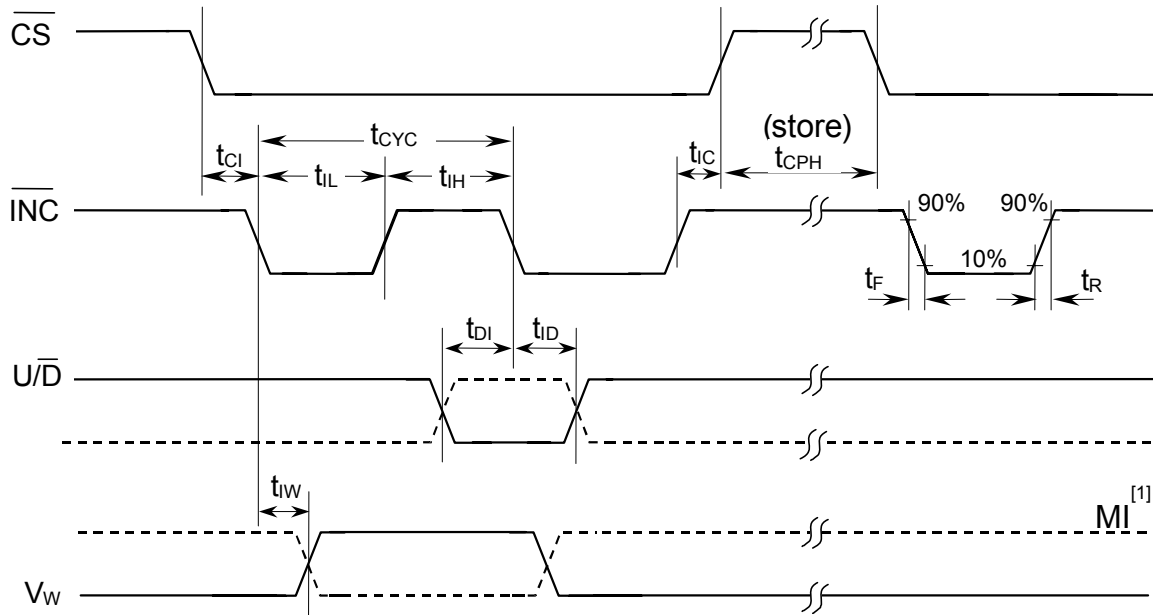 CS
(store)
tCYC
tCI
tIL
tIH
tIC
tCPH
INC
90%
90%
10%
tF
tR
tDI
tID
U/D
tIW
MI[1]
VW